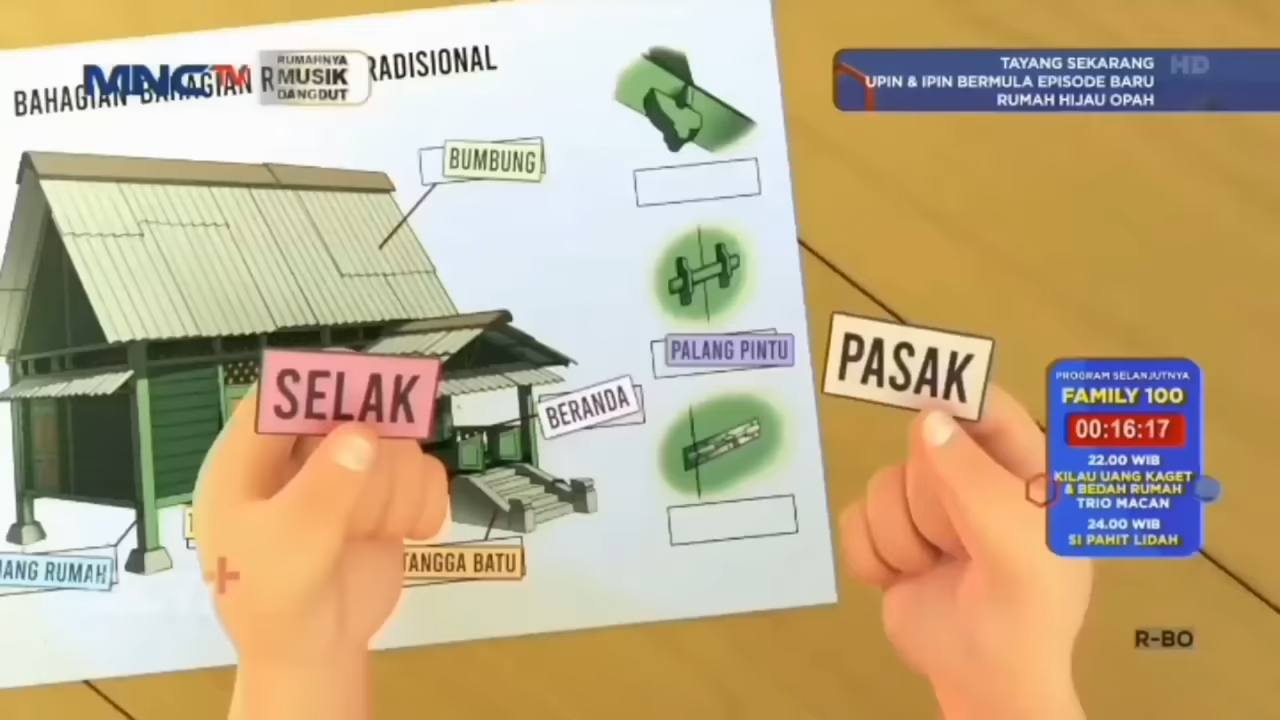 BAHAGIAN-BAHAGIAN R
RADISIONAL
MNCTV
RUMAHNYA
MUSIK
DANGDUT
TAYANG SEKARANG
UPIN & IPIN BERMULA EPISODE BARU
RUMAH HIJAU OPAH
HD
BUMBUNG
PALANG PINTU
SELAK
PASAK
BERANDA
ANG RUMAH
TANGGA BATU
PROGRAM SELANJUTNYA
FAMILY 100
00:16:17
22.00 WIB
KILAU UANG KAGET
& BEDAH RUMAH
TRIO MACAN
24.00 WIB
SI PAHIT LIDAH
R-BO